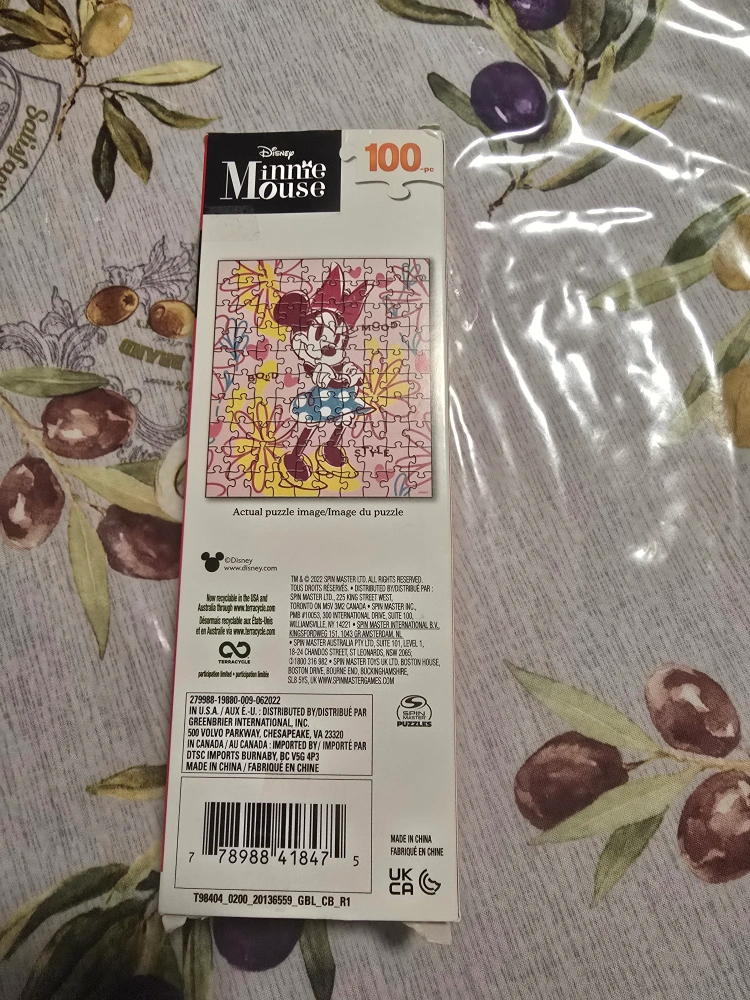 Disney
Minnie
Mouse
100-pc
MOOD
BOLD
STYLE
Actual puzzle image/Image du puzzle
©Disney
www.disney.com
Now recyclable in the USA and
Australia through www.terracycle.com
Désormais recyclable aux États-Unis
et en Australie via www.terracycle.com
TERRACYCLE
participation limited • participation limitée
TM & © 2022 SPIN MASTER LTD. ALL RIGHTS RESERVED.
TOUS DROITS RÉSERVÉS. • DISTRIBUTED BY/DISTRIBUÉ PAR :
SPIN MASTER LTD., 225 KING STREET WEST,
TORONTO ON M5V 3M2 CANADA • SPIN MASTER INC.,
PMB #10053, 300 INTERNATIONAL DRIVE, SUITE 100,
WILLIAMSVILLE, NY 14221 • SPIN MASTER INTERNATIONAL B.V.,
KINGSFORDWEG 151, 1043 GR AMSTERDAM, NL
• SPIN MASTER AUSTRALIA PTY LTD, SUITE 101, LEVEL 1,
18-24 CHANDOS STREET, ST LEONARDS, NSW 2065;
1800 316 982 • SPIN MASTER TOYS UK LTD. BOSTON HOUSE,
BOSTON DRIVE, BOURNE END, BUCKINGHAMSHIRE,
SL8 5YS, UK WWW.SPINMASTERGAMES.COM
279988-19880-009-062022
IN U.S.A. / AUX É.-U. : DISTRIBUTED BY/DISTRIBUÉ PAR
GREENBRIER INTERNATIONAL, INC.
500 VOLVO PARKWAY, CHESAPEAKE, VA 23320
IN CANADA / AU CANADA : IMPORTED BY / IMPORTÉ PAR
DTSC IMPORTS BURNABY, BC V5G 4P3
MADE IN CHINA / FABRIQUÉ EN CHINE
SPIN
MASTER
PUZZLES
7 78988 41847 5
MADE IN CHINA
FABRIQUÉ EN CHINE
UK
CA
T98404_0200_20136559_GBL_CB_R1
BRAND